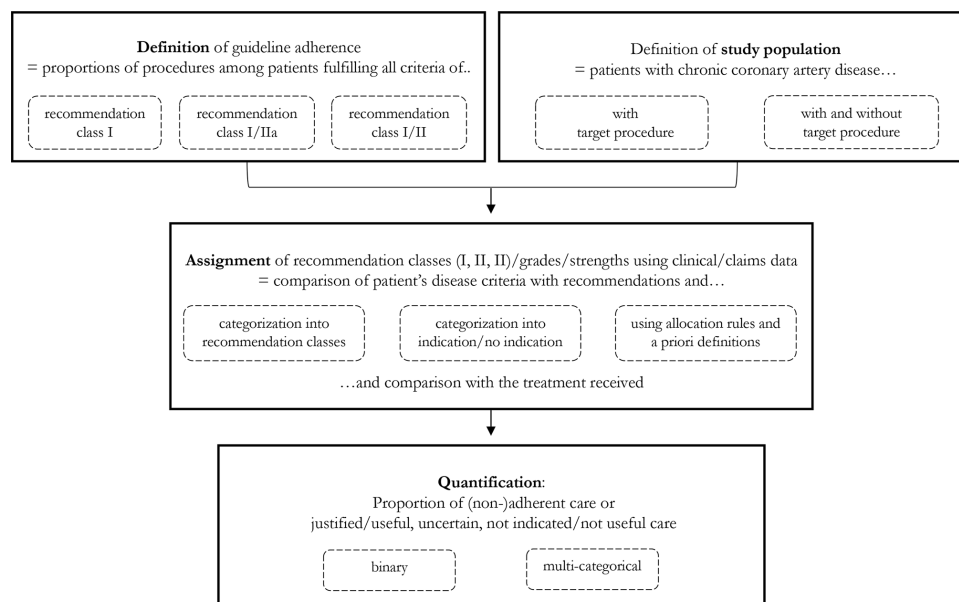 Definition of guideline adherence
= proportions of procedures among patients fulfilling all criteria of..
recommendation
class I
recommendation
class I/IIa
recommendation
class I/II
Definition of study population
= patients with chronic coronary artery disease…
with
target procedure
with and without
target procedure
Assignment of recommendation classes (I, II, II)/grades/strengths using clinical/claims data
= comparison of patient’s disease criteria with recommendations and…
categorization into
recommendation classes
categorization into
indication/no indication
using allocation rules and
a priori definitions
…and comparison with the treatment received
Quantification:
Proportion of (non-)adherent care or
justified/useful, uncertain, not indicated/not useful care
binary
multi-categorical